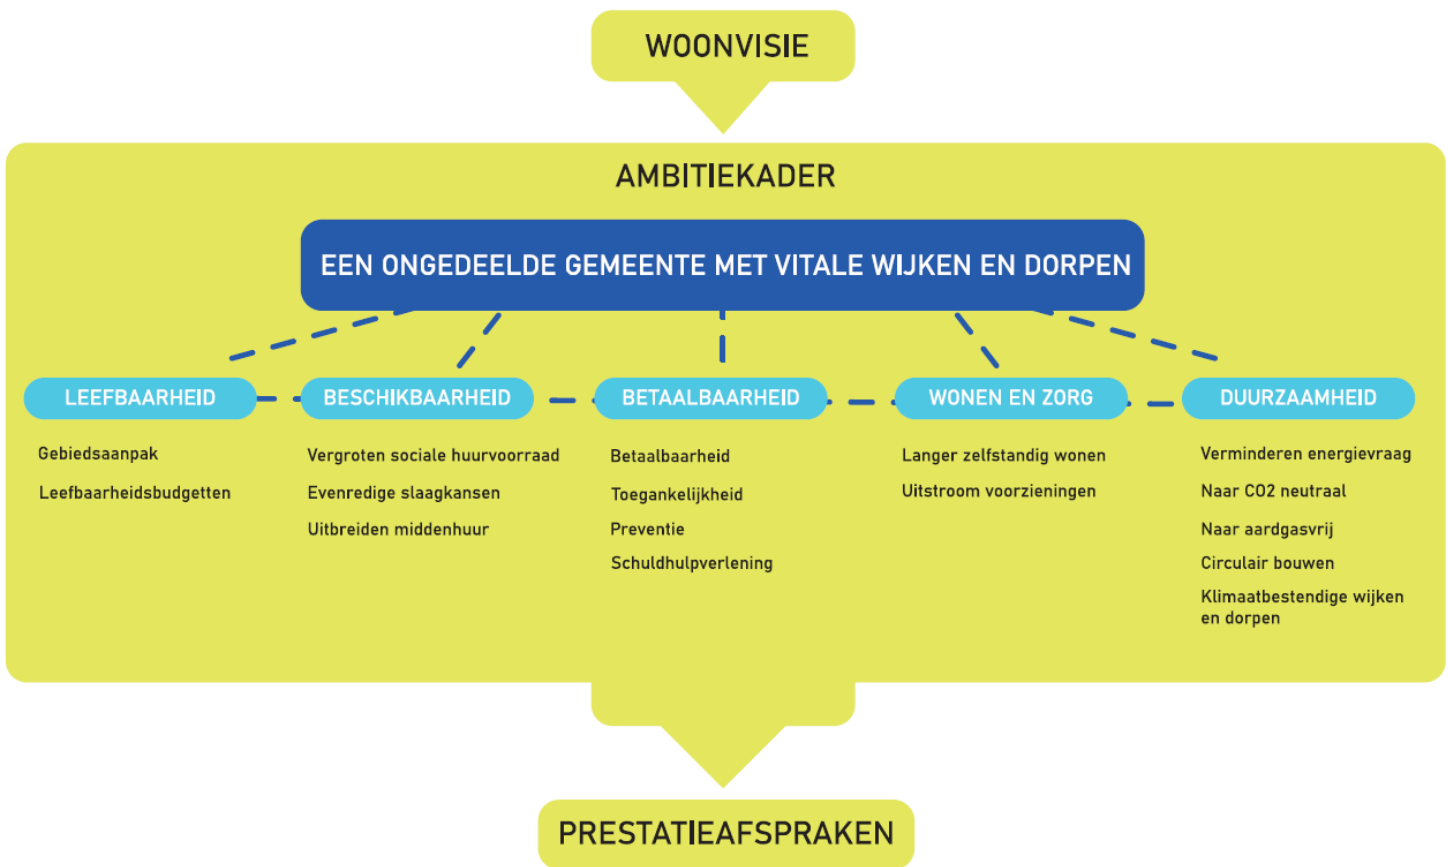 WOONVISIE
AMBITIEKADER
EEN ONGEDEELDE GEMEENTE MET VITALE WIJKEN EN DORPEN
LEEFBAARHEID
Gebiedsaanpak
Leefbaarheidsbudgetten
BESCHIKBAARHEID
Vergroten sociale huurvoorraad
Evenredige slaagkansen
Uitbreiden middenhuur
BETAALBAARHEID
Betaalbaarheid
Toegankelijkheid
Preventie
Schuldhulpverlening
WONEN EN ZORG
Langer zelfstandig wonen
Uitstroom voorzieningen
DUURZAAMHEID
Verminderen energievraag
Naar CO2 neutraal
Naar aardgasvrij
Circulair bouwen
Klimaatbestendige wijken
en dorpen
PRESTATIEAFSPRAKEN